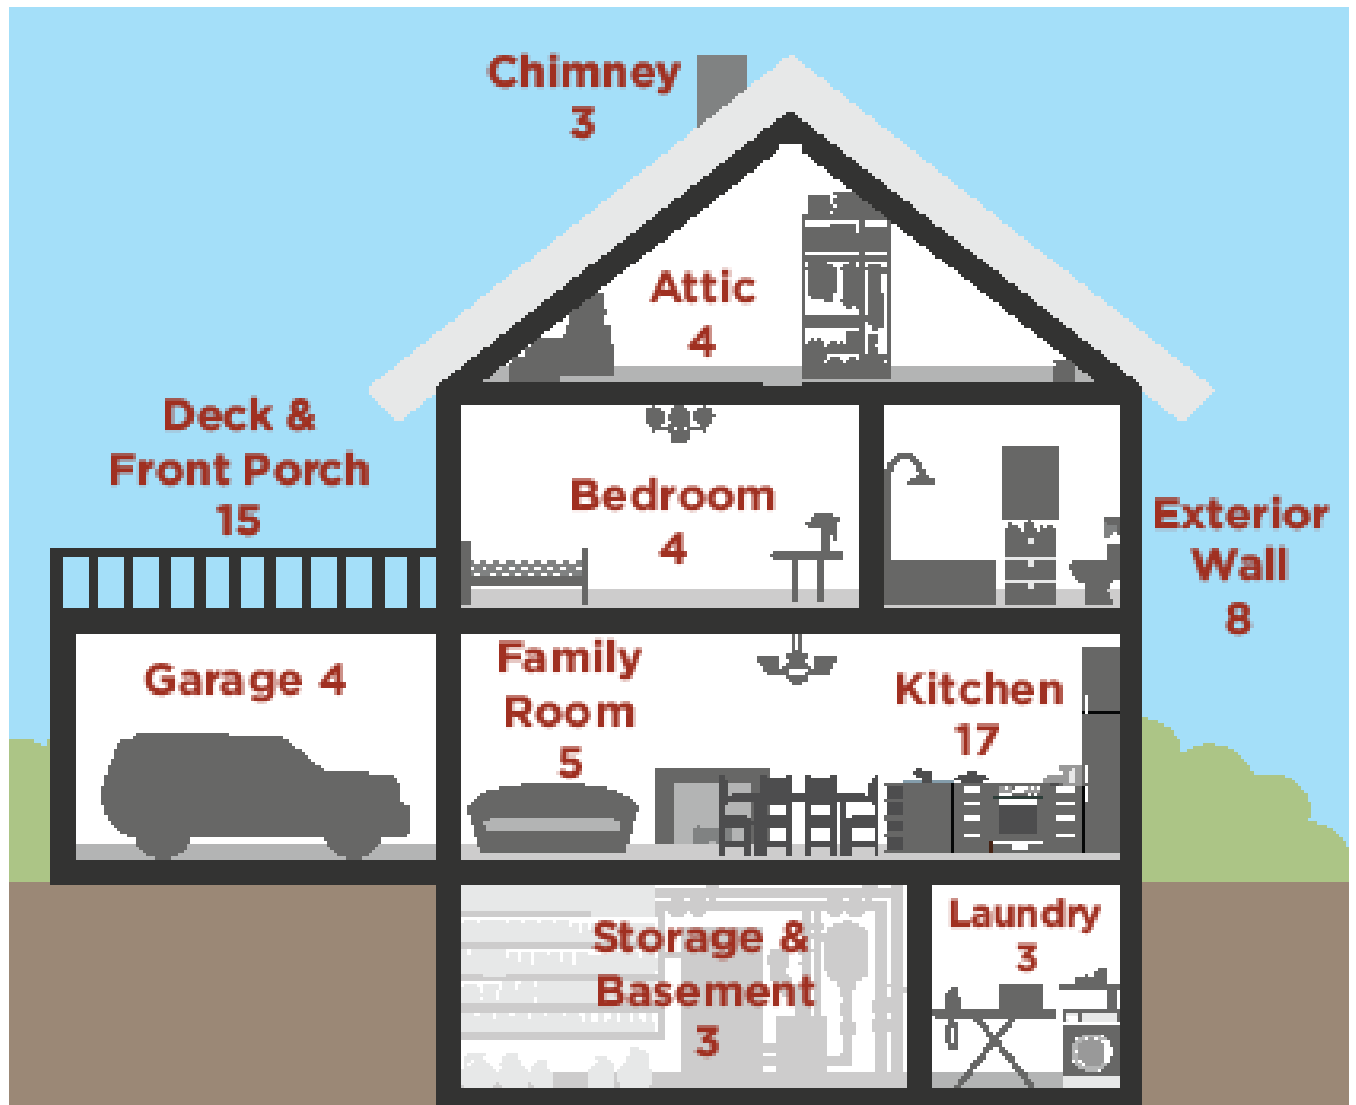 Chimney
3
Attic
4
Deck &
Front Porch
15
Bedroom
4
Exterior
Wall
8
Garage 4
Family
Room
5
Kitchen
17
Storage &
Basement
3
Laundry
3